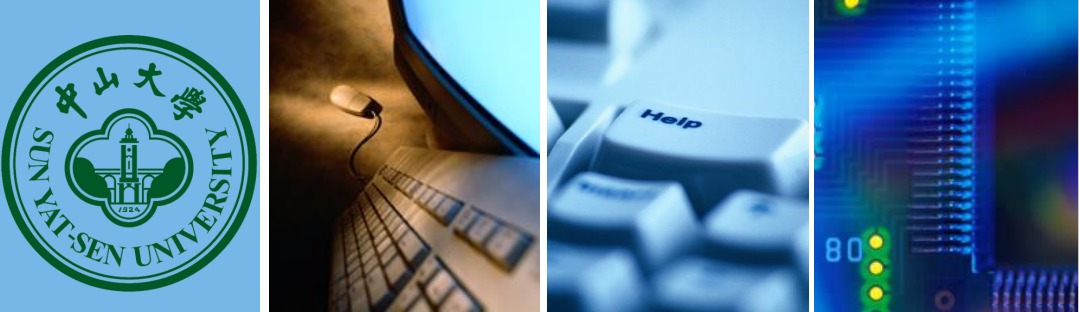 中山大學
SUN YAT-SEN UNIVERSITY
1924
Help
80